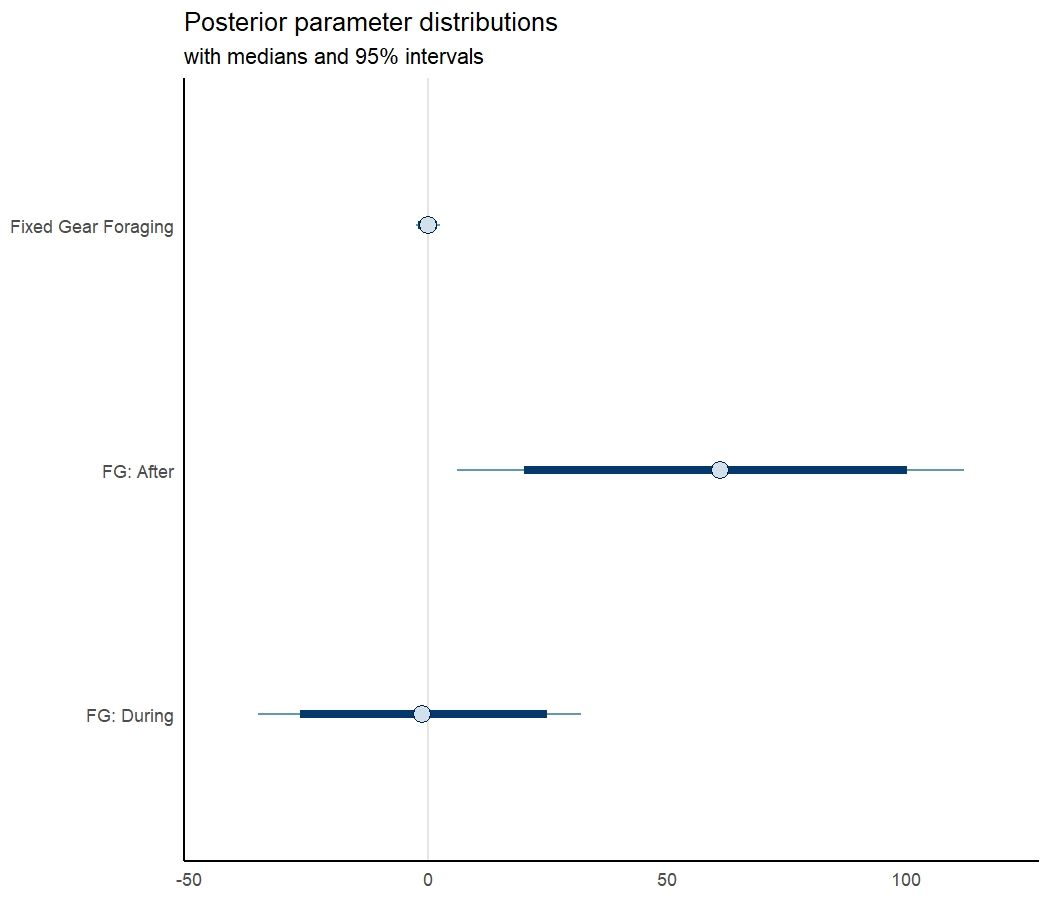 Posterior parameter distributions
with medians and 95% intervals
Fixed Gear Foraging
FG: After
FG: During
-50 0 50 100